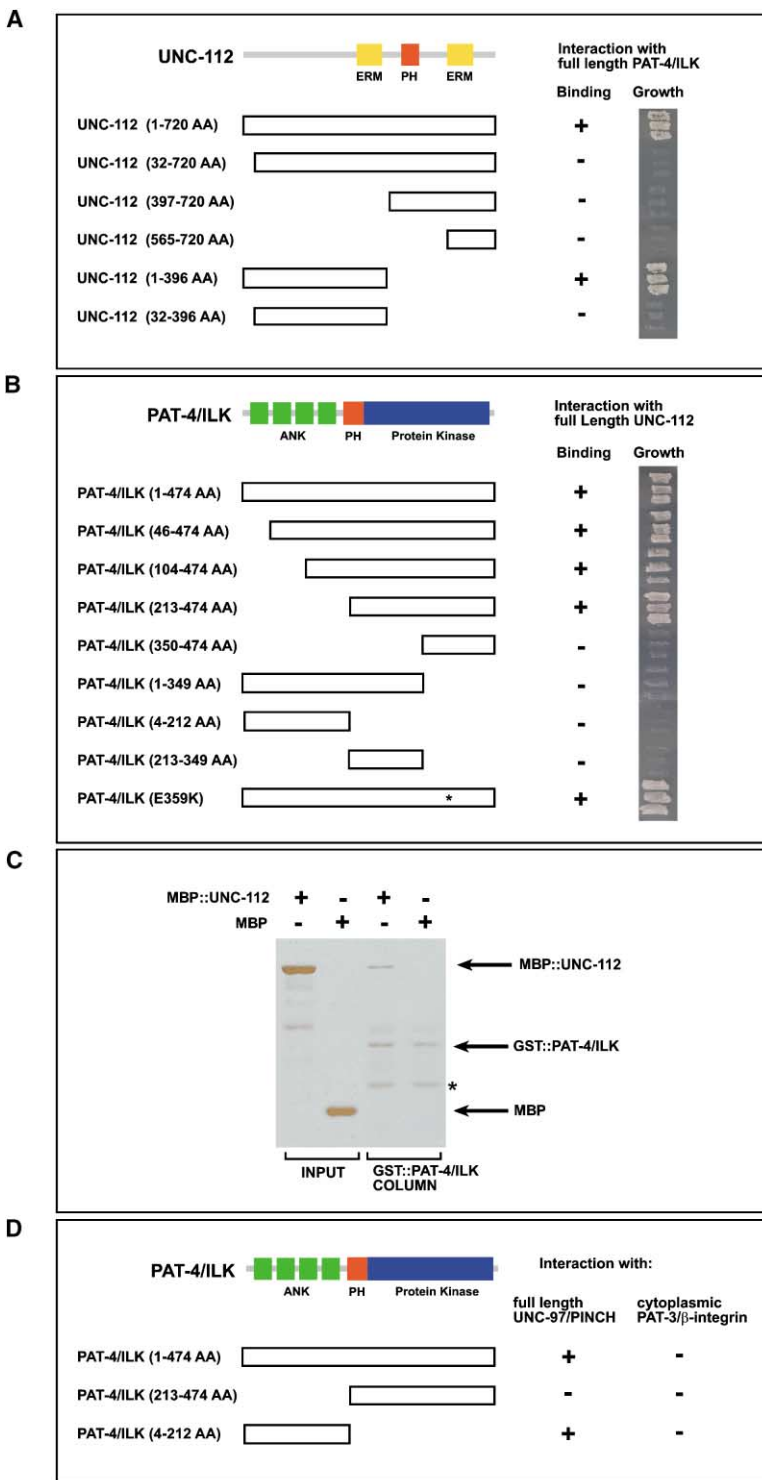 A
UNC-112
ERM PH ERM
Interaction with
full length PAT-4/ILK
Binding Growth
UNC-112 (1-720 AA) +
UNC-112 (32-720 AA) -
UNC-112 (397-720 AA) -
UNC-112 (565-720 AA) -
UNC-112 (1-396 AA) +
UNC-112 (32-396 AA) -
B
PAT-4/ILK
ANK PH Protein Kinase
Interaction with
full Length UNC-112
Binding Growth
PAT-4/ILK (1-474 AA) +
PAT-4/ILK (46-474 AA) +
PAT-4/ILK (104-474 AA) +
PAT-4/ILK (213-474 AA) +
PAT-4/ILK (350-474 AA) -
PAT-4/ILK (1-349 AA) -
PAT-4/ILK (4-212 AA) -
PAT-4/ILK (213-349 AA) -
PAT-4/ILK (E359K) * +
C
MBP::UNC-112 + - + -
MBP - + - +
MBP::UNC-112
GST::PAT-4/ILK
*
MBP
INPUT GST::PAT-4/ILK
COLUMN
D
PAT-4/ILK
ANK PH Protein Kinase
Interaction with:
full length cytoplasmic
UNC-97/PINCH PAT-3/β-integrin
PAT-4/ILK (1-474 AA) + -
PAT-4/ILK (213-474 AA) - -
PAT-4/ILK (4-212 AA) + -